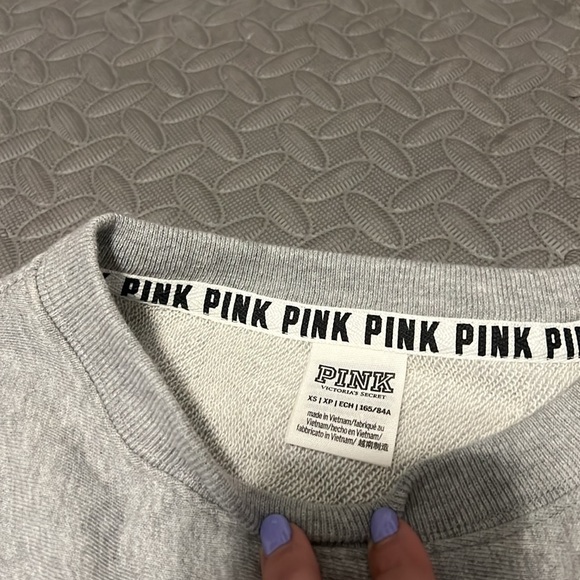 PINK PINK PINK PINK PINK PIN
PINK
VICTORIA'S SECRET
XS | XP | ECH | 165/84A
made in Vietnam/fabriqué au
Vietnam/hecho en Vietnam/
fabbricato in Vietnam/ 越南制造